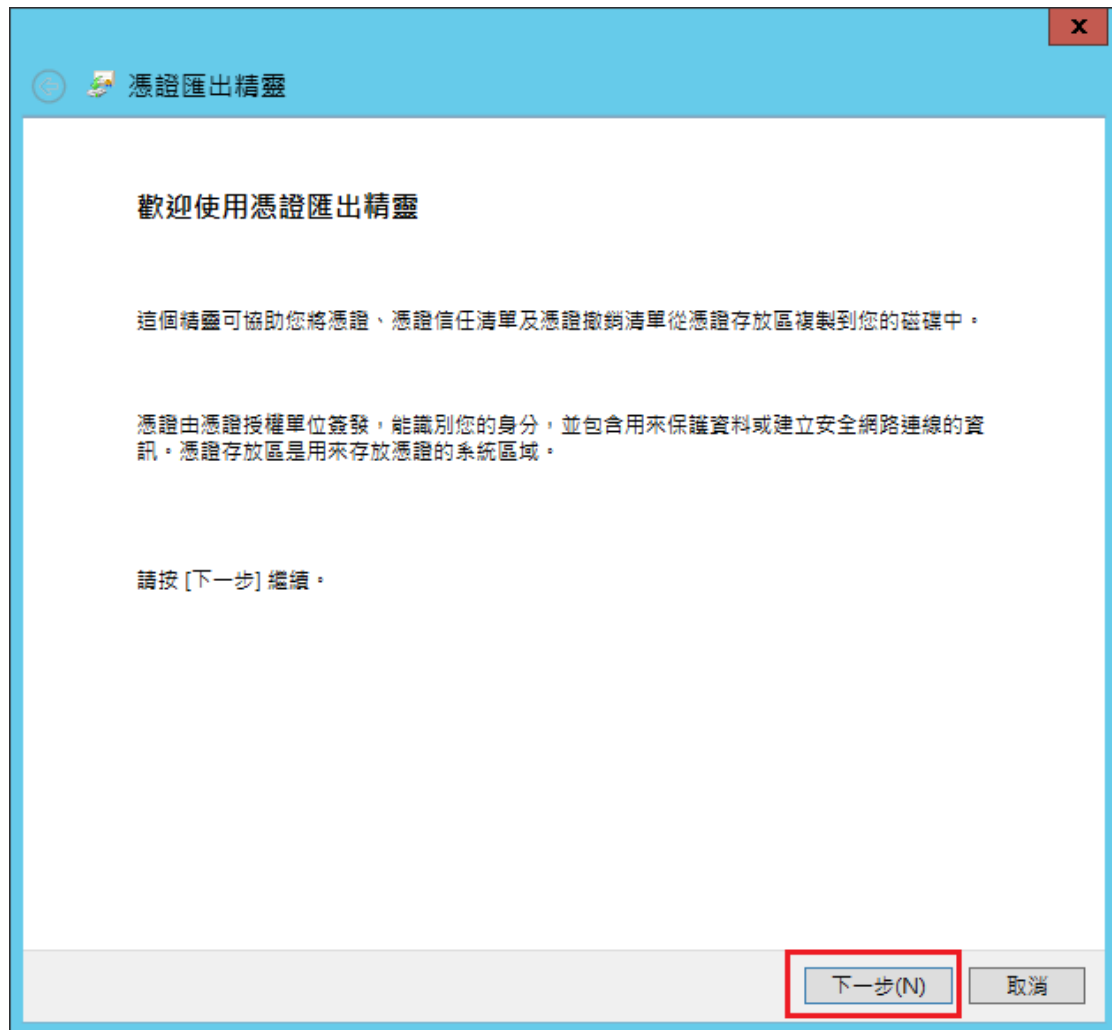 x
憑證匯出精靈
歡迎使用憑證匯出精靈
這個精靈可協助您將憑證、憑證信任清單及憑證撤銷清單從憑證存放區複製到您的磁碟中。
憑證由憑證授權單位簽發，能識別您的身分，並包含用來保護資料或建立安全網路連線的資
訊。憑證存放區是用來存放憑證的系統區域。
請按 [下一步] 繼續。
下一步(N)
取消